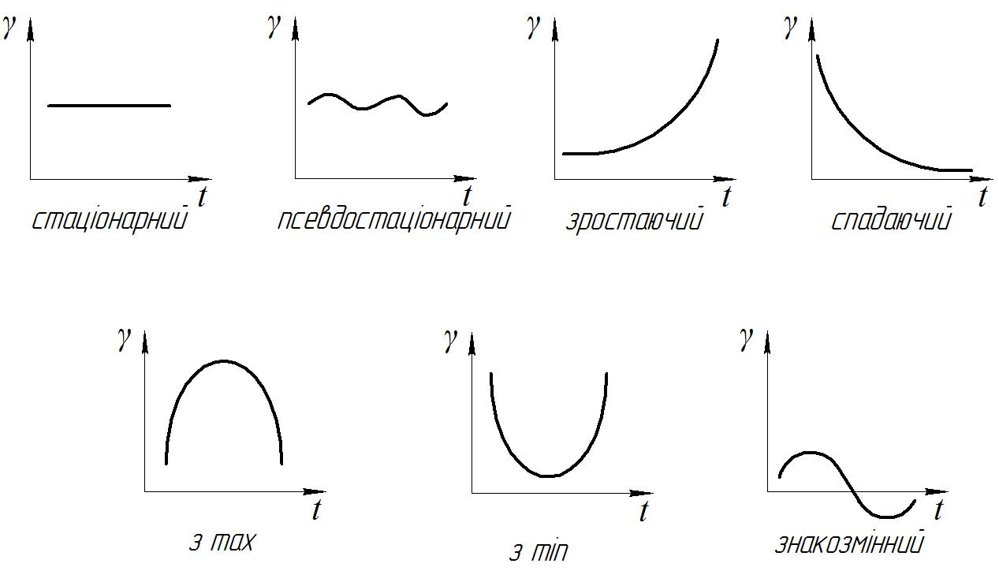 γ γ γ γ
t t t t
стаціонарний псевдостаціонарний зростаючий спадаючий
γ γ γ
t t t
з max з min знакозмінний